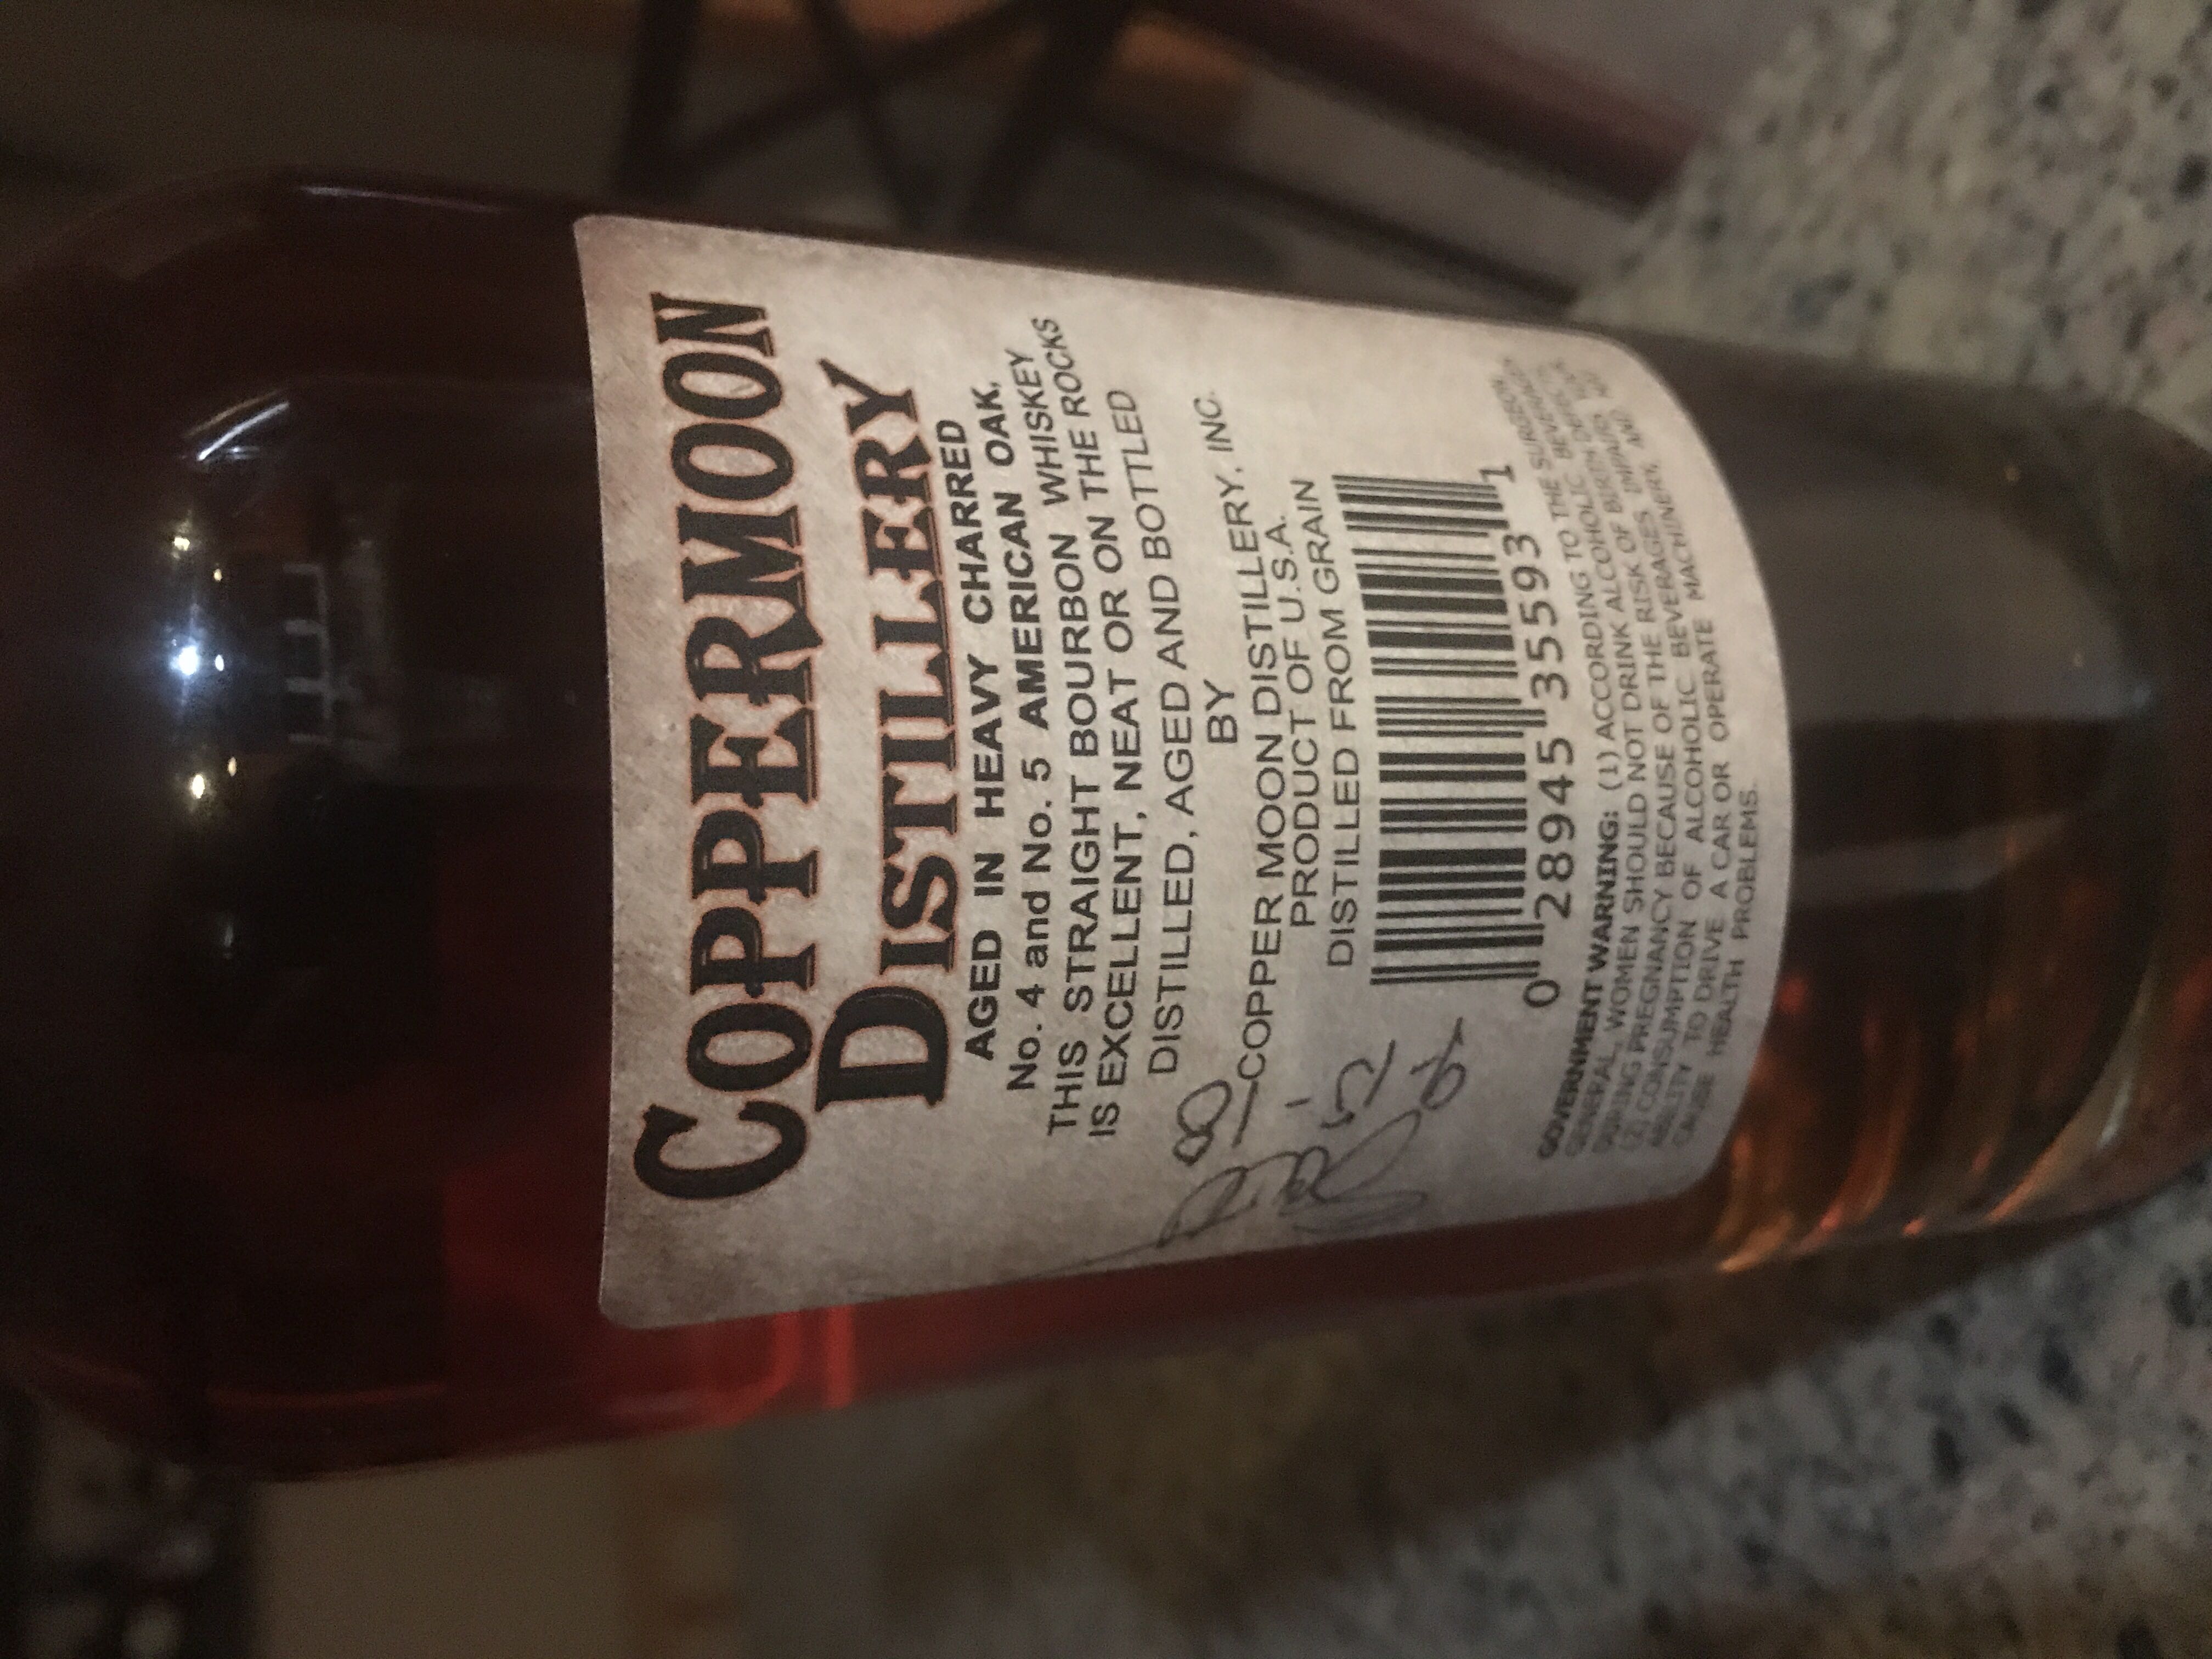 COPPERMOON
DISTILLERY
AGED IN HEAVY CHARRED
No. 4 and No. 5 AMERICAN OAK,
THIS STRAIGHT BOURBON WHISKEY
IS EXCELLENT, NEAT OR ON THE ROCKS
DISTILLED, AGED AND BOTTLED
BY
COPPER MOON DISTILLERY, INC.
PRODUCT OF U.S.A.
DISTILLED FROM GRAIN
0 28945 35593 1
GOVERNMENT WARNING: (1) ACCORDING TO THE SURGEON
GENERAL, WOMEN SHOULD NOT DRINK ALCOHOLIC BEVERAGES
DURING PREGNANCY BECAUSE OF THE RISK OF BIRTH DEFECTS.
(2) CONSUMPTION OF ALCOHOLIC BEVERAGES IMPAIRS YOUR
ABILITY TO DRIVE A CAR OR OPERATE MACHINERY, AND MAY
CAUSE HEALTH PROBLEMS.